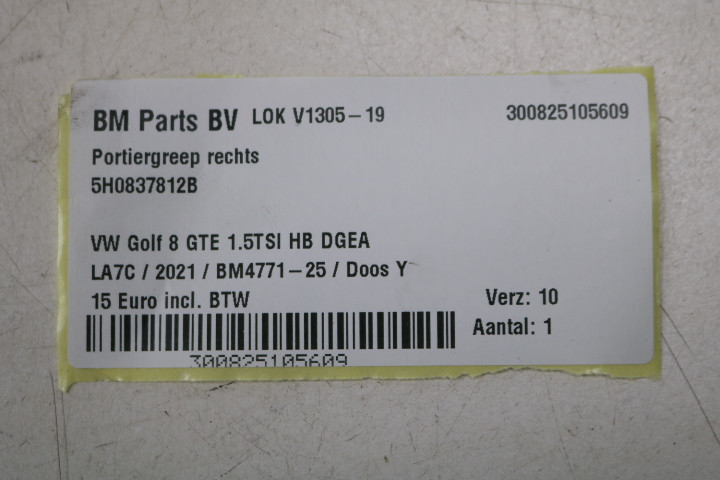 BM Parts BV LOK V1305-19 300825105609
Portiergreep rechts
5H0837812B
VW Golf 8 GTE 1.5TSI HB DGEA
LA7C / 2021 / BM4771-25 / Doos Y
15 Euro incl. BTW Verz: 10
Aantal: 1
300825105609